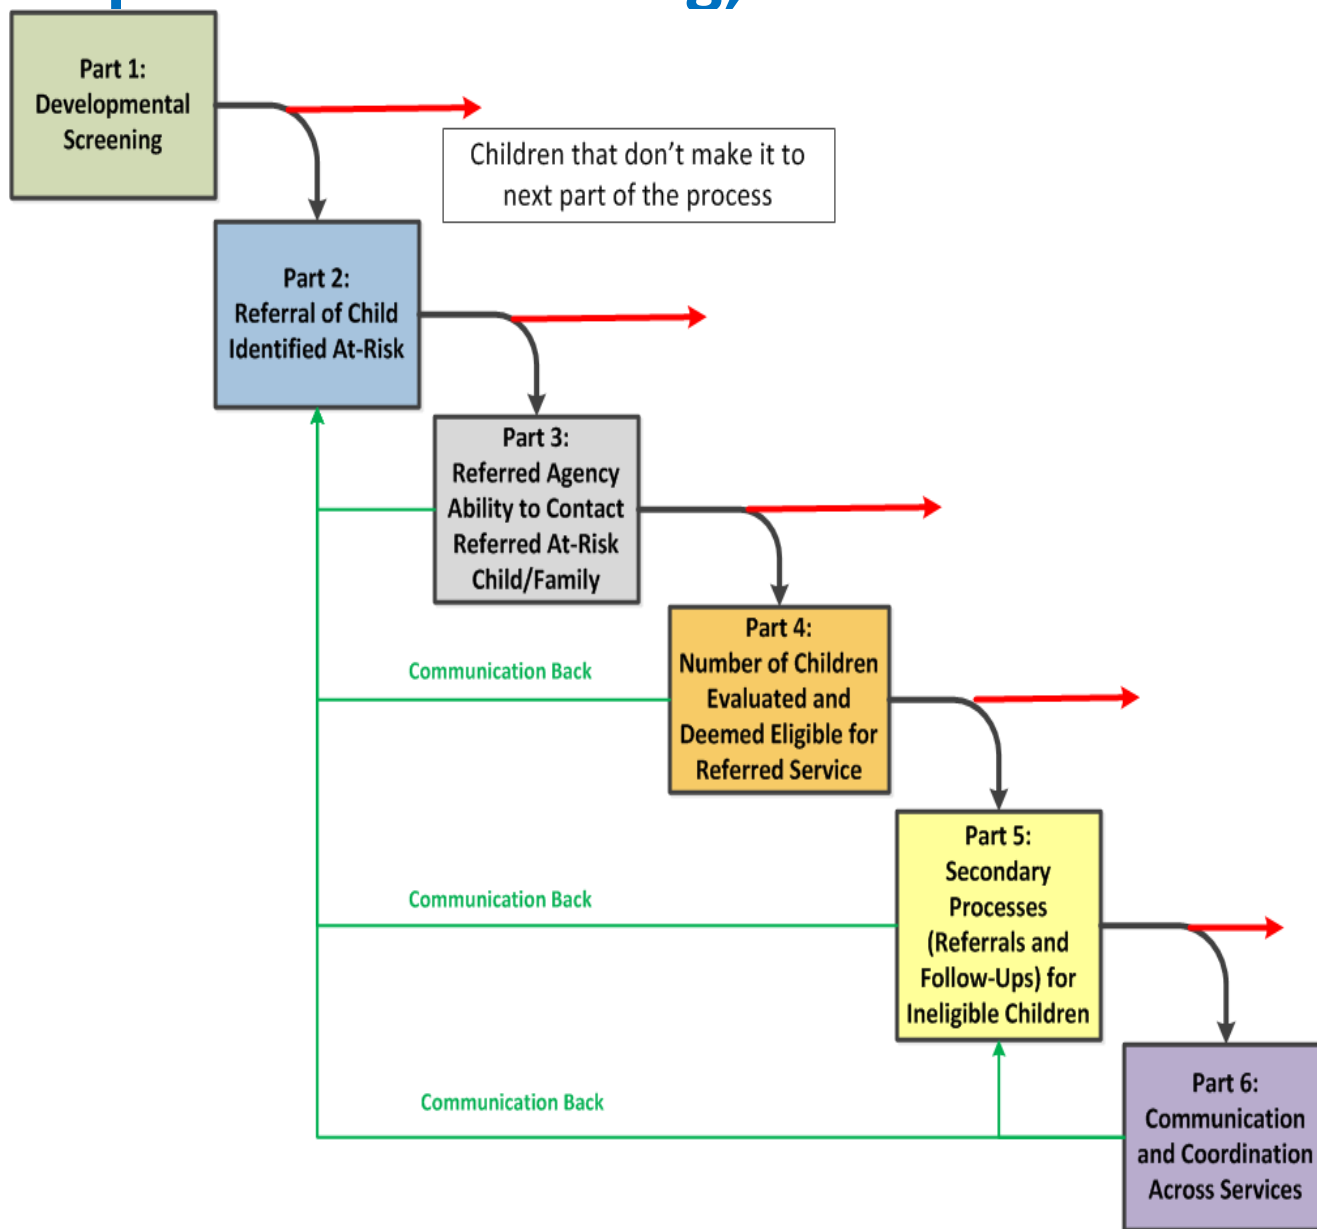 Part 1:
Developmental
Screening
Children that don't make it to
next part of the process
Part 2:
Referral of Child
Identified At-Risk
Part 3:
Referred Agency
Ability to Contact
Referred At-Risk
Child/Family
Part 4:
Number of Children
Evaluated and
Deemed Eligible for
Referred Service
Communication Back
Part 5:
Secondary
Processes
(Referrals and
Follow-Ups) for
Ineligible Children
Communication Back
Part 6:
Communication
and Coordination
Across Services
Communication Back